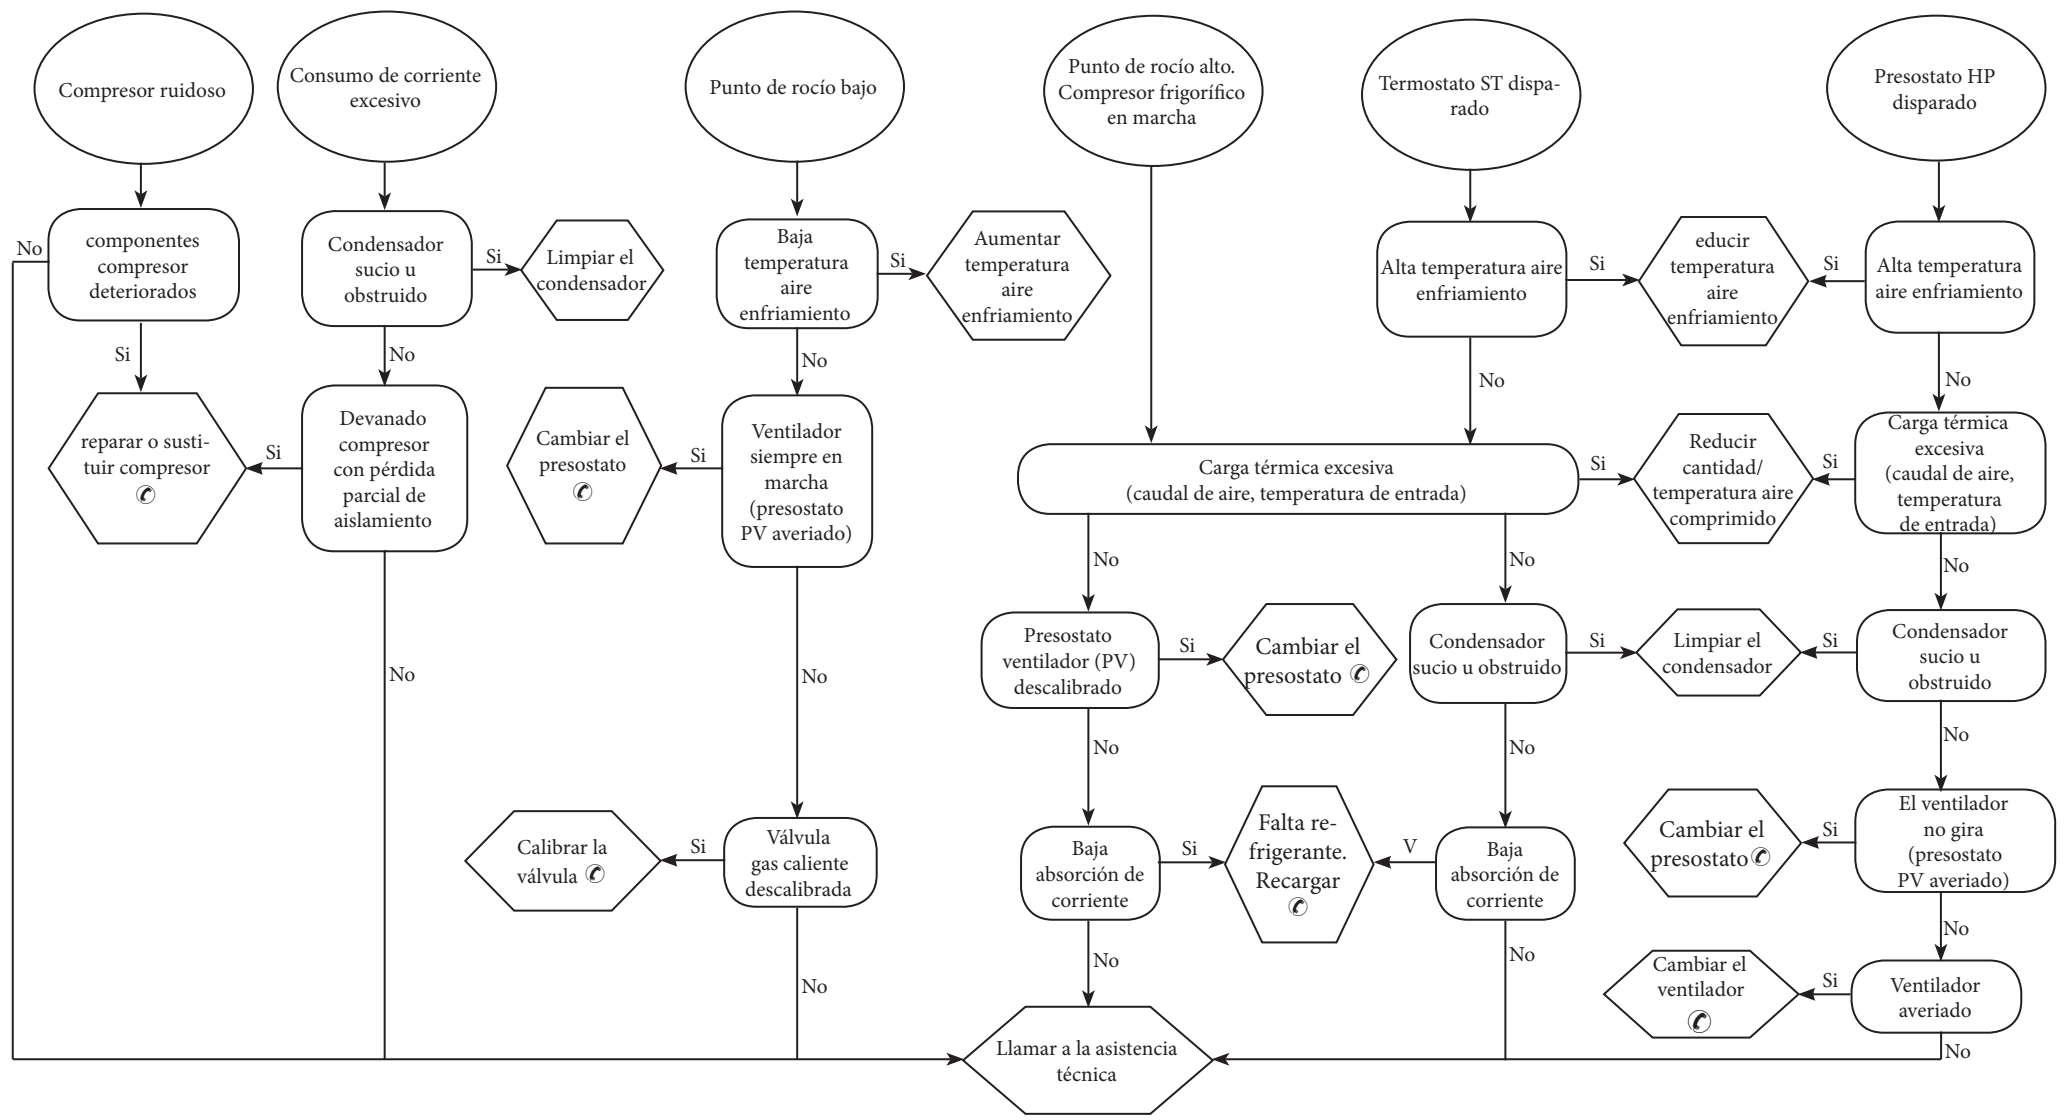 Compresor ruidoso
Consumo de corriente
excesivo
Punto de rocío bajo
Punto de rocío alto.
Compresor frigorífico
en marcha
Termostato ST dispa-
rado
Presostato HP
disparado
No
componentes
compresor
deteriorados
Si
reparar o susti-
tuir compresor
Condensador
sucio u
obstruido
Si
Limpiar el
condensador
No
Devanado
compresor
con pérdida
parcial de
aislamiento
Si
No
Baja
temperatura
aire
enfriamiento
Si
Aumentar
temperatura
aire
enfriamiento
No
Ventilador
siempre en
marcha
(presostato
PV averiado)
Si
Cambiar el
presostato
No
Válvula
gas caliente
descalibrada
Si
Calibrar la
válvula
No
Alta temperatura aire
enfriamiento
Si
educir
temperatura
aire
enfriamiento
Si
Alta temperatura
aire enfriamiento
No
No
Carga térmica excesiva
(caudal de aire, temperatura de entrada)
Si
Reducir
cantidad/
temperatura aire
comprimido
Si
Carga térmica
excesiva
(caudal de aire,
temperatura
de entrada)
No
No
No
Presostato
ventilador (PV)
descalibrado
Si
Cambiar el
presostato
Condensador
sucio u obstruido
Si
Limpiar el
condensador
Si
Condensador
sucio u
obstruido
No
No
No
Baja
absorción de
corriente
Si
Falta re-
frigerante.
Recargar
V
Baja
absorción de
corriente
Cambiar el
presostato
Si
El ventilador
no gira
(presostato
PV averiado)
No
No
No
Cambiar el
ventilador
Si
Ventilador
averiado
No
Llamar a la asistencia
técnica